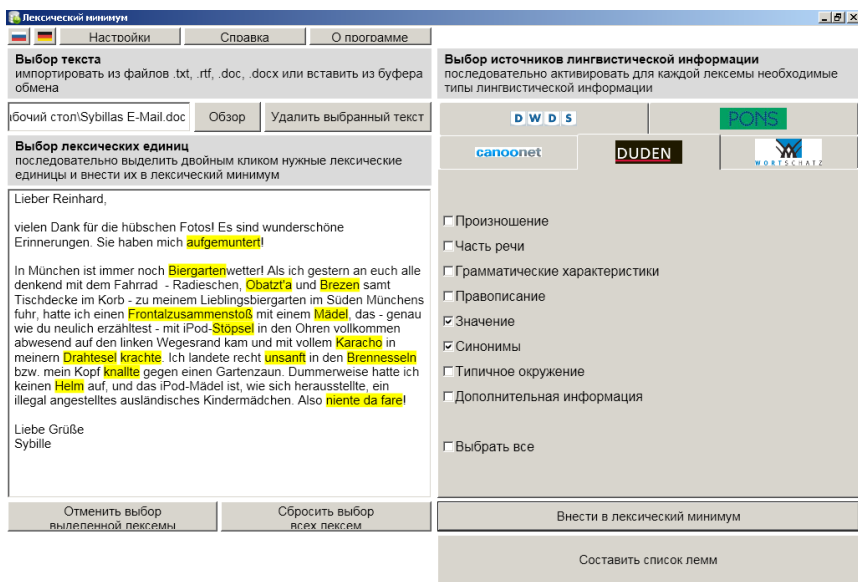 Лексический минимум
Настройки
Справка
О программе
Выбор текста
импортировать из файлов .txt, .rtf, .doc, .docx или вставить из буфера
обмена
бочий стол\Sybillas E-Mail.doc
Обзор
Удалить выбранный текст
Выбор лексических единиц
последовательно выделить двойным кликом нужные лексические
единицы и внести их в лексический минимум
Lieber Reinhard,
vielen Dank für die hübschen Fotos! Es sind wunderschöne
Erinnerungen. Sie haben mich aufgemuntert!
In München ist immer noch Biergartenwetter! Als ich gestern an euch alle
denkend mit dem Fahrrad - Radieschen, Obatzt'a und Brezen samt
Tischdecke im Korb - zu meinem Lieblingsbiergarten im Süden Münchens
fuhr, hatte ich einen Frontalzusammenstoß mit einem Mädel, das - genau
wie du neulich erzähltest - mit iPod-Stöpsel in den Ohren vollkommen
abwesend auf den linken Wegesrand kam und mit vollem Karacho in
meinern Drahtesel krachte. Ich landete recht unsanft in den Brennesseln
bzw. mein Kopf knallte gegen einen Gartenzaun. Dummerweise hatte ich
keinen Helm auf, und das iPod-Mädel ist, wie sich herausstellte, ein
illegal angestelltes ausländisches Kindermädchen. Also niente da fare!
Liebe Grüße
Sybille
Отменить выбор
выделенной лексемы
Сбросить выбор
всех лексем
Выбор источников лингвистической информации
последовательно активировать для каждой лексемы необходимые
типы лингвистической информации
DWDS
PONS
canoonet
DUDEN
WORTSCHATZ
Произношение
Часть речи
Грамматические характеристики
Правописание
Значение
Синонимы
Типичное окружение
Дополнительная информация
Выбрать все
Внести в лексический минимум
Составить список лемм